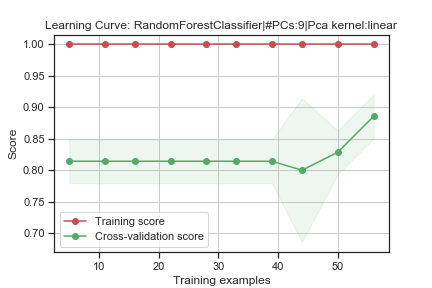 Learning Curve: RandomForestClassifier|#PCs:9|Pca kernel:linear
1.00
0.95
0.90
0.85
0.80
0.75
0.70
Score
Training score
Cross-validation score
10 20 30 40 50
Training examples